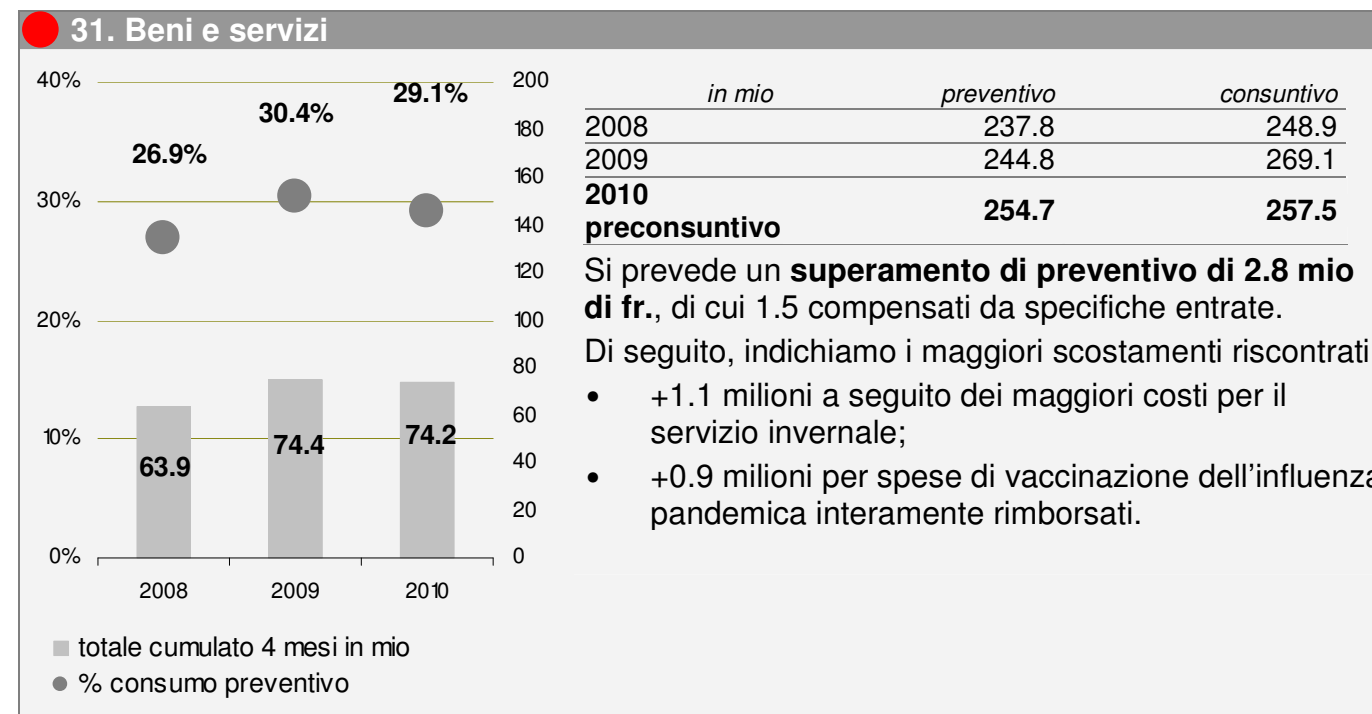 31. Beni e servizi
40%
30%
20%
10%
0%
26.9%
30.4%
29.1%
63.9
74.4
74.2
200
180
160
140
120
100
80
60
40
20
0
2008 2009 2010
totale cumulato 4 mesi in mio
% consumo preventivo
in mio preventivo consuntivo
2008 237.8 248.9
2009 244.8 269.1
2010
preconsuntivo 254.7 257.5
Si prevede un superamento di preventivo di 2.8 mio
di fr., di cui 1.5 compensati da specifiche entrate.
Di seguito, indichiamo i maggiori scostamenti riscontrati
• +1.1 milioni a seguito dei maggiori costi per il
servizio invernale;
• +0.9 milioni per spese di vaccinazione dell’influenza
pandemica interamente rimborsati.